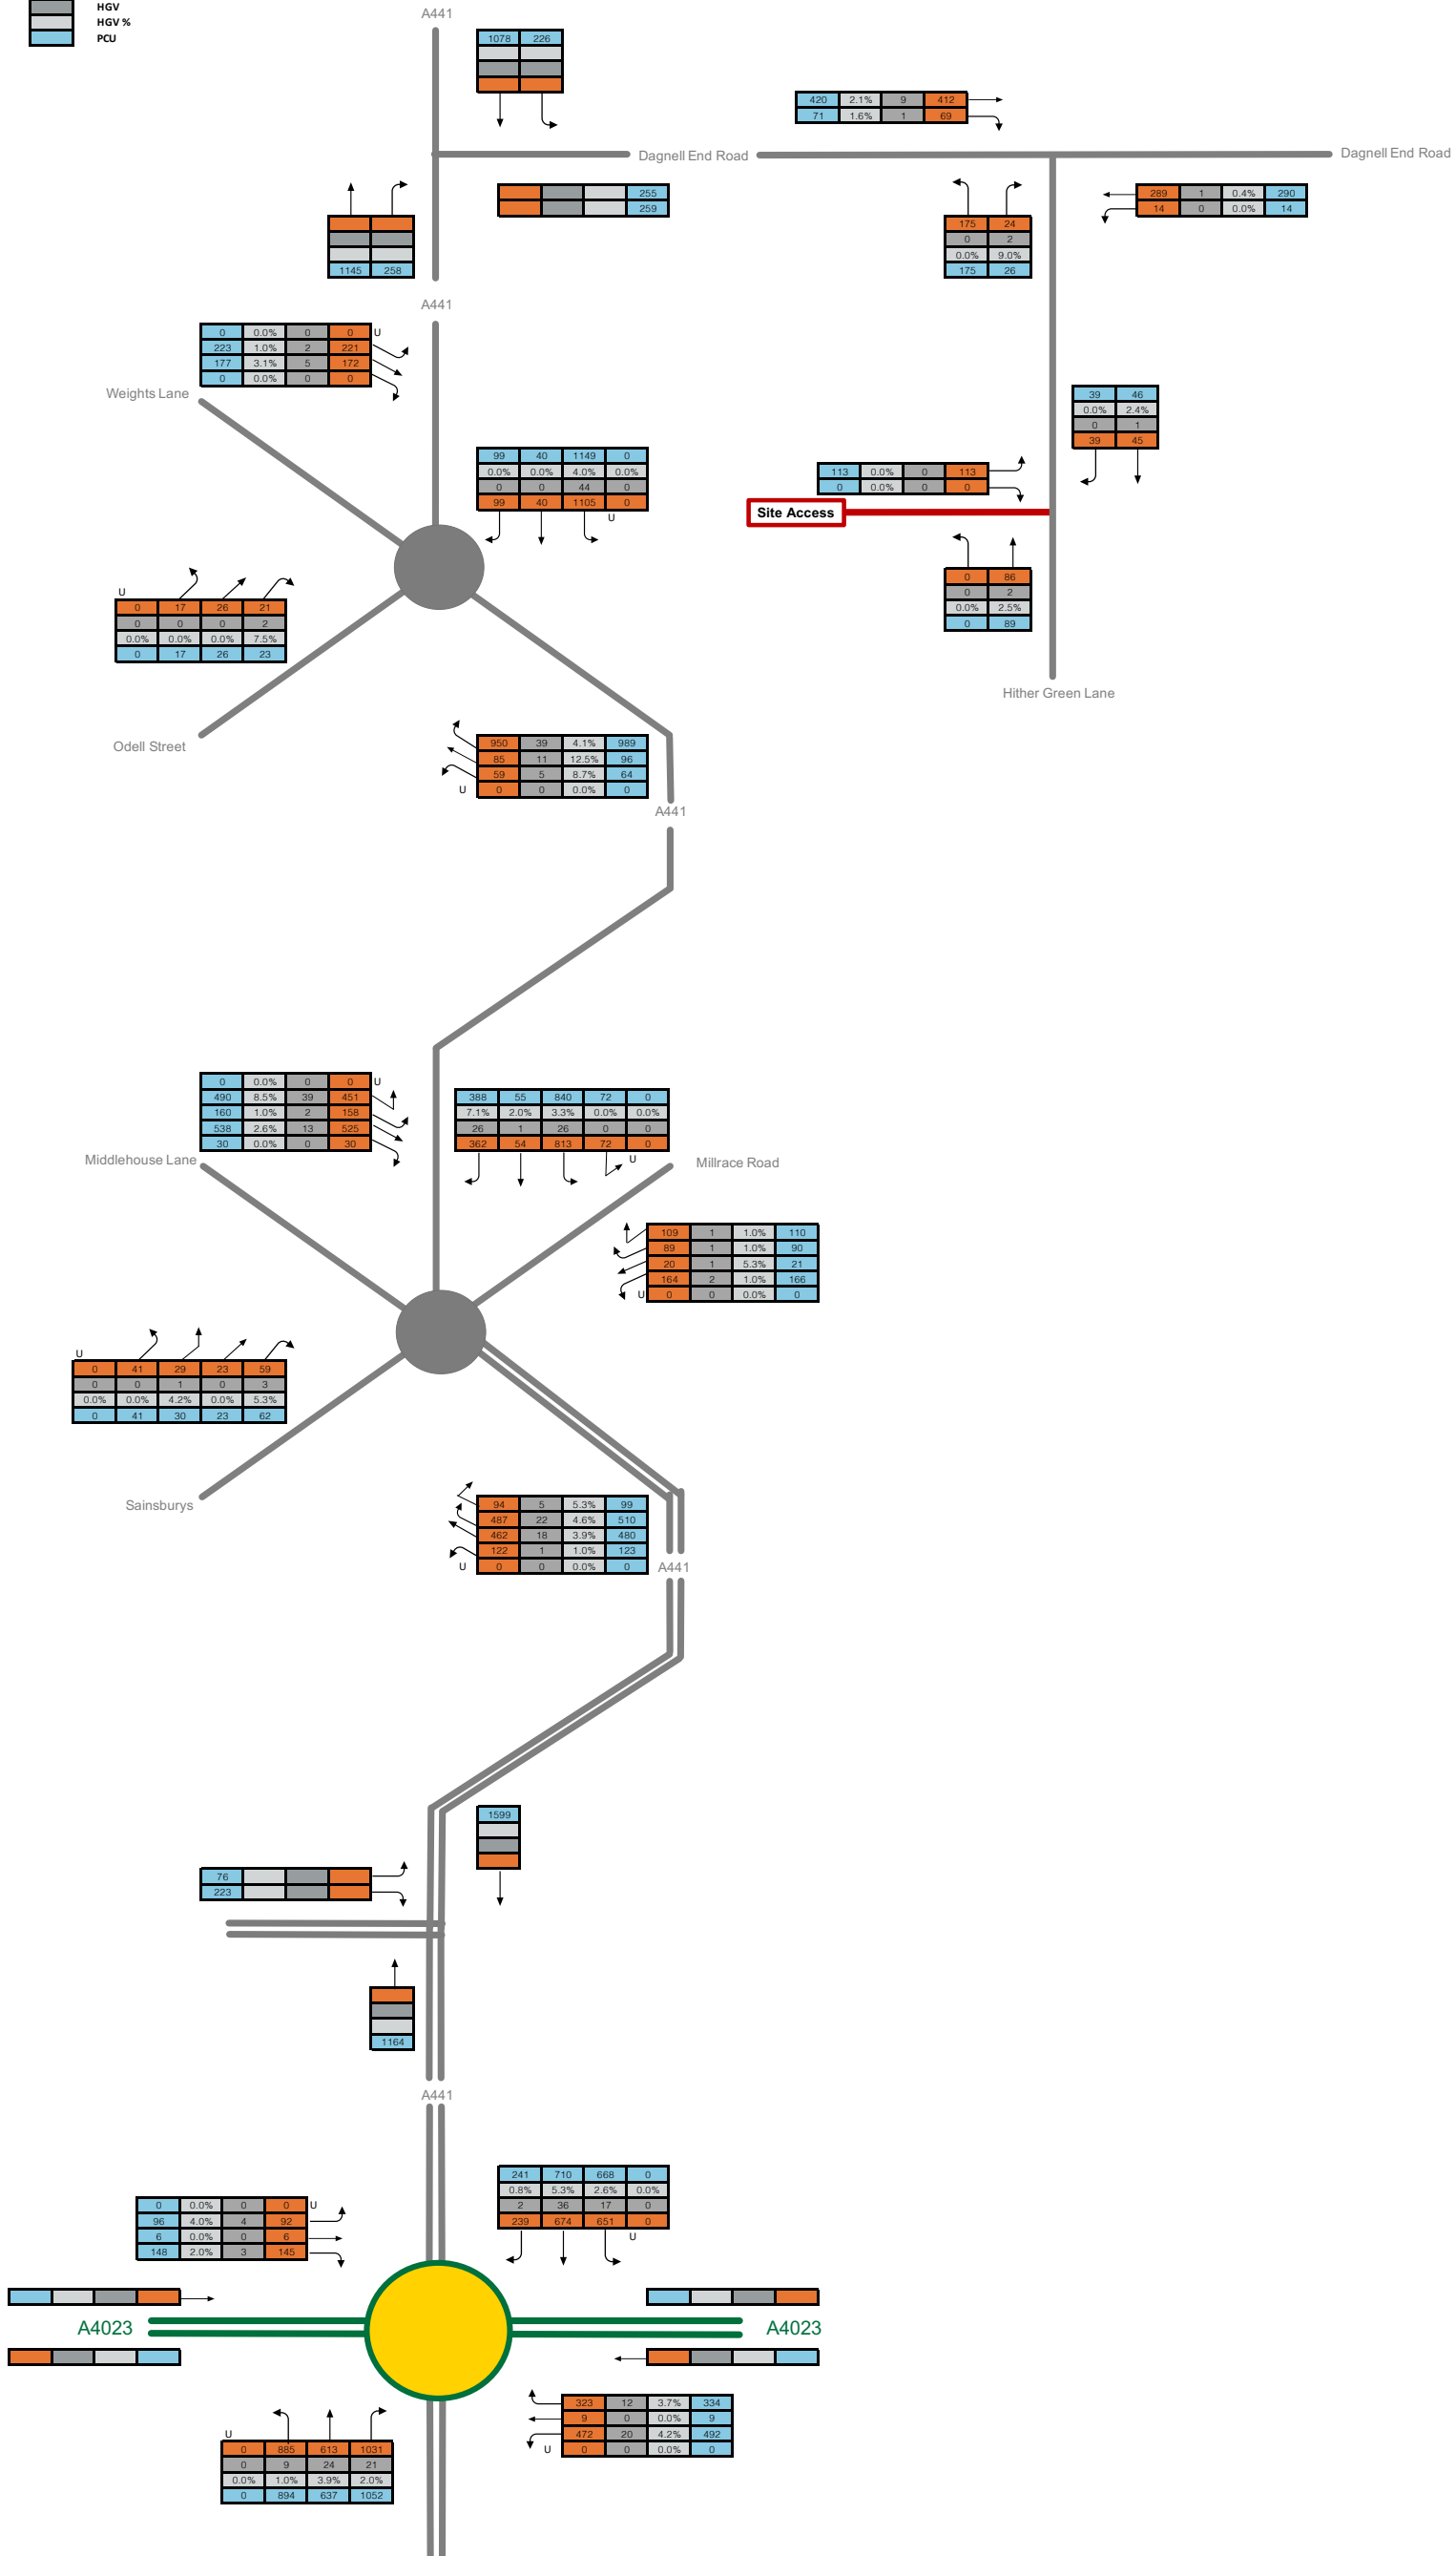 HGV
HGV %
PCU
A441
1078 226
420 2.1% 9 412
71 1.6% 1 69
Dagnell End Road
Dagnell End Road
255
259
289 1 0.4% 290
14 0 0.0% 14
175 24
0 2
0.0% 9.0%
175 26
1145 258
A441
0 0.0% 0 0 U
223 1.0% 2 221
177 3.1% 5 172
0 0.0% 0 0
Weights Lane
39 46
0.0% 2.4%
0 1
39 45
99 40 1149 0
0.0% 0.0% 4.0% 0.0%
0 0 44 0
99 40 1105 0
U
113 0.0% 0 113
0 0.0% 0 0
Site Access
0 86
0 2
0.0% 2.5%
0 89
U
0 17 26 21
0 0 0 2
0.0% 0.0% 0.0% 7.5%
0 17 26 23
Hither Green Lane
Odell Street
950 39 4.1% 989
85 11 12.5% 96
59 5 8.7% 64
U 0 0 0.0% 0
A441
0 0.0% 0 0 U
490 8.5% 39 451
160 1.0% 2 158
538 2.6% 13 525
30 0.0% 0 30
388 55 840 72 0
7.1% 2.0% 3.3% 0.0% 0.0%
26 1 26 0 0
362 54 813 72 0
U
Middlehouse Lane
Millrace Road
109 1 1.0% 110
89 1 1.0% 90
20 1 5.3% 21
164 2 1.0% 166
U 0 0 0.0% 0
U
0 41 29 23 59
0 0 1 0 3
0.0% 0.0% 4.2% 0.0% 5.3%
0 41 30 23 62
Sainsburys
94 5 5.3% 99
487 22 4.6% 510
462 18 3.9% 480
122 1 1.0% 123
U 0 0 0.0% 0
A441
1599
76
223
1164
A441
241 710 668 0
0.8% 5.3% 2.6% 0.0%
2 36 17 0
239 674 651 0
U
0 0.0% 0 0 U
96 4.0% 4 92
6 0.0% 0 6
148 2.0% 3 145
A4023
A4023
323 12 3.7% 334
9 0 0.0% 9
472 20 4.2% 492
U 0 0 0.0% 0
U
0 885 613 1031
0 9 24 21
0.0% 1.0% 3.9% 2.0%
0 894 637 1052